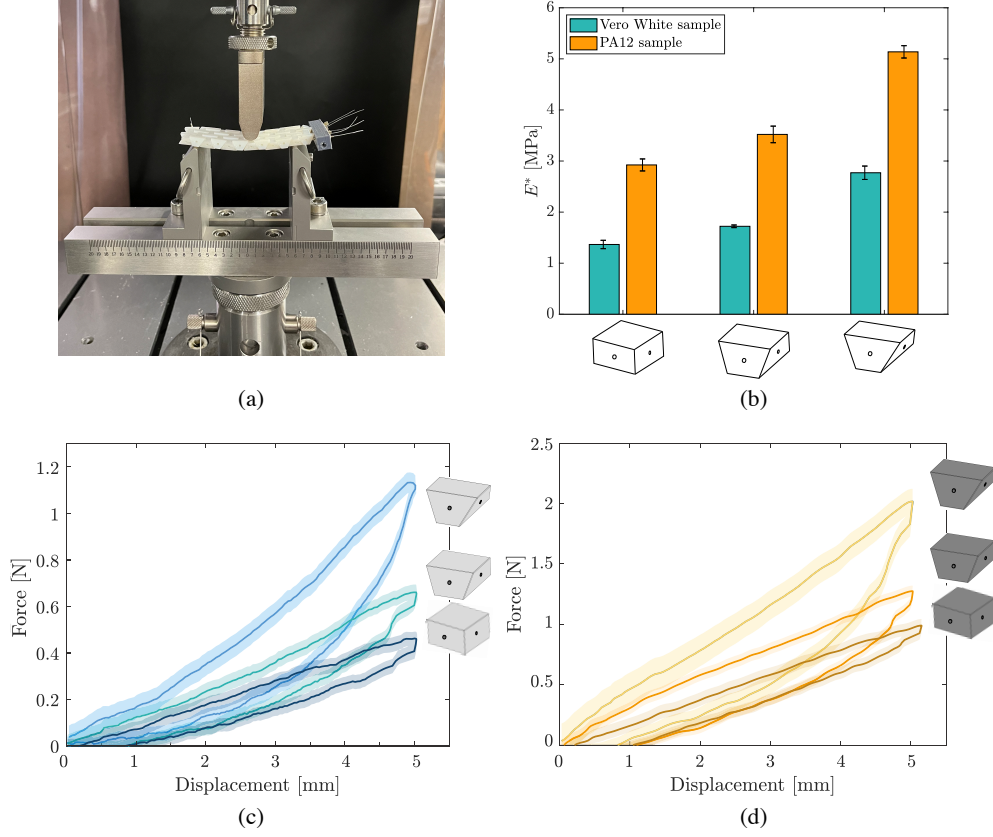 (a)
6
5
4
3
2
1
0
E* [MPa]
Vero White sample
PA12 sample
(b)
1.2
1
0.8
0.6
0.4
0.2
0
Force [N]
0 1 2 3 4 5
Displacement [mm]
(c)
2.5
2
1.5
1
0.5
0
Force [N]
0 1 2 3 4 5
Displacement [mm]
(d)